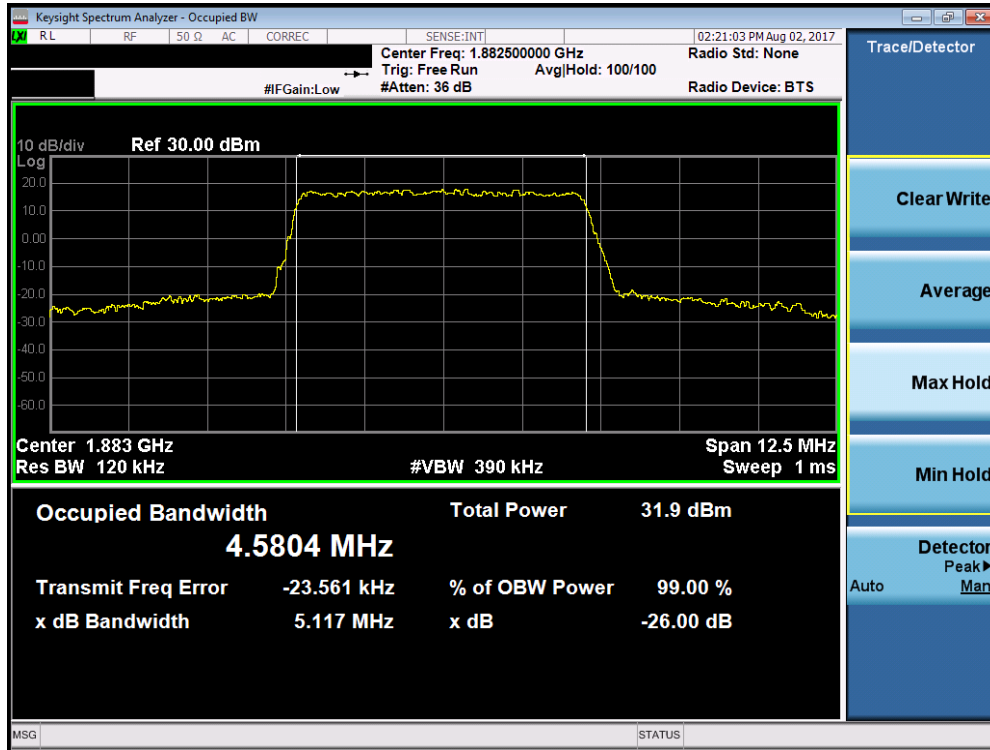 Keysight Spectrum Analyzer - Occupied BW
LXI RL RF 50 Ω AC CORREC SENSE:INT 02:21:03 PM Aug 02, 2017
Center Freq: 1.882500000 GHz Radio Std: None
Trig: Free Run Avg|Hold: 100/100
#IFGain:Low #Atten: 36 dB Radio Device: BTS
Trace/Detector
10 dB/div Ref 30.00 dBm
Log
20.0
10.0
0.00
-10.0
-20.0
-30.0
-40.0
-50.0
-60.0
Center 1.883 GHz Span 12.5 MHz
Res BW 120 kHz #VBW 390 kHz Sweep 1 ms
Occupied Bandwidth Total Power 31.9 dBm
4.5804 MHz
Transmit Freq Error -23.561 kHz % of OBW Power 99.00 %
x dB Bandwidth 5.117 MHz x dB -26.00 dB
Clear Write
Average
Max Hold
Min Hold
Detector
Peak▶
Auto Man
MSG STATUS